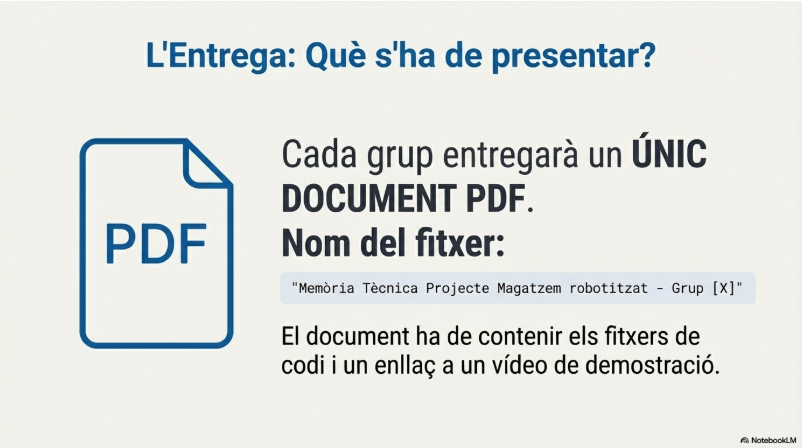 L'Entrega: Què s'ha de presentar?
PDF
Cada grup entregarà un ÚNIC
DOCUMENT PDF.
Nom del fitxer:
"Memòria Tècnica Projecte Magatzem robotitzat - Grup [X]"
El document ha de contenir els fitxers de
codi i un enllaç a un vídeo de demostració.
NotebookLM